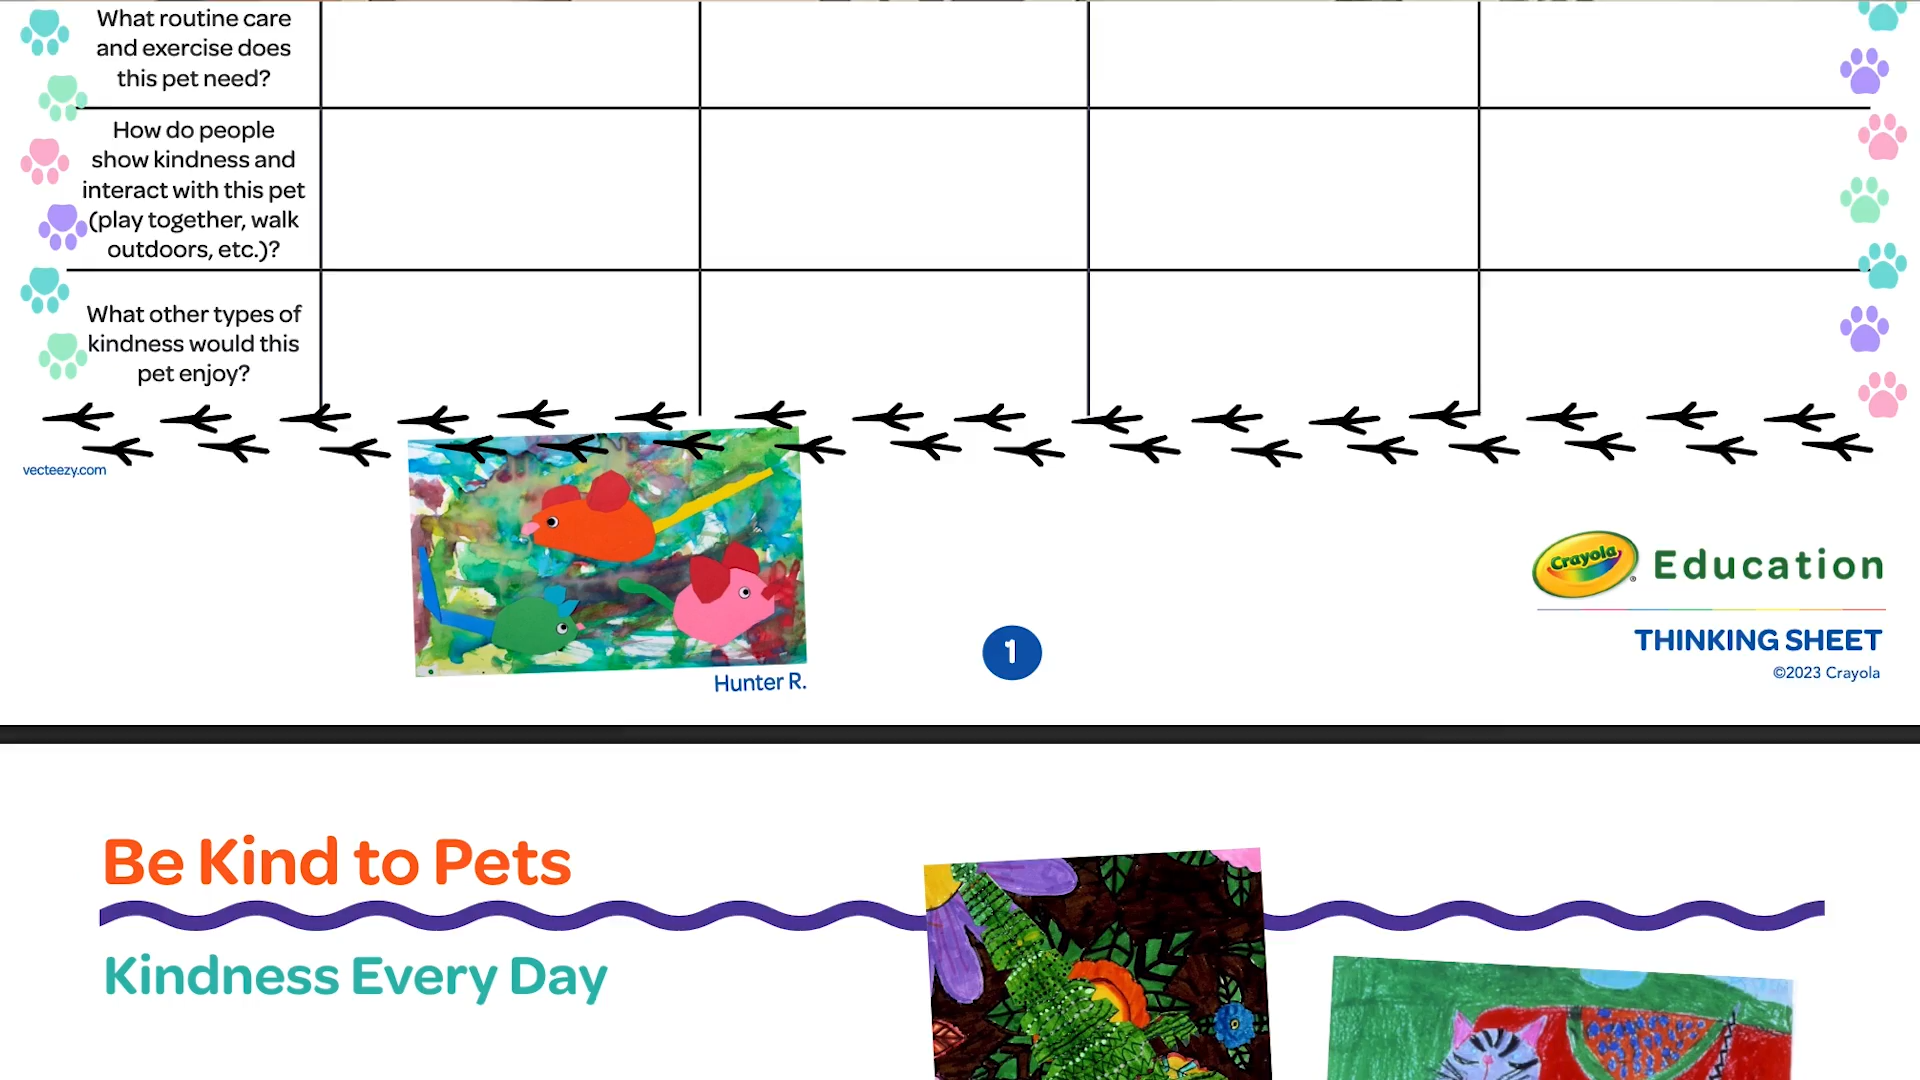 What routine care
and exercise does
this pet need?
How do people
show kindness and
interact with this pet
(play together, walk
outdoors, etc.)?
What other types of
kindness would this
pet enjoy?
vecteezy.com
Hunter R.
1
Crayola Education
THINKING SHEET
©2023 Crayola
Be Kind to Pets
Kindness Every Day